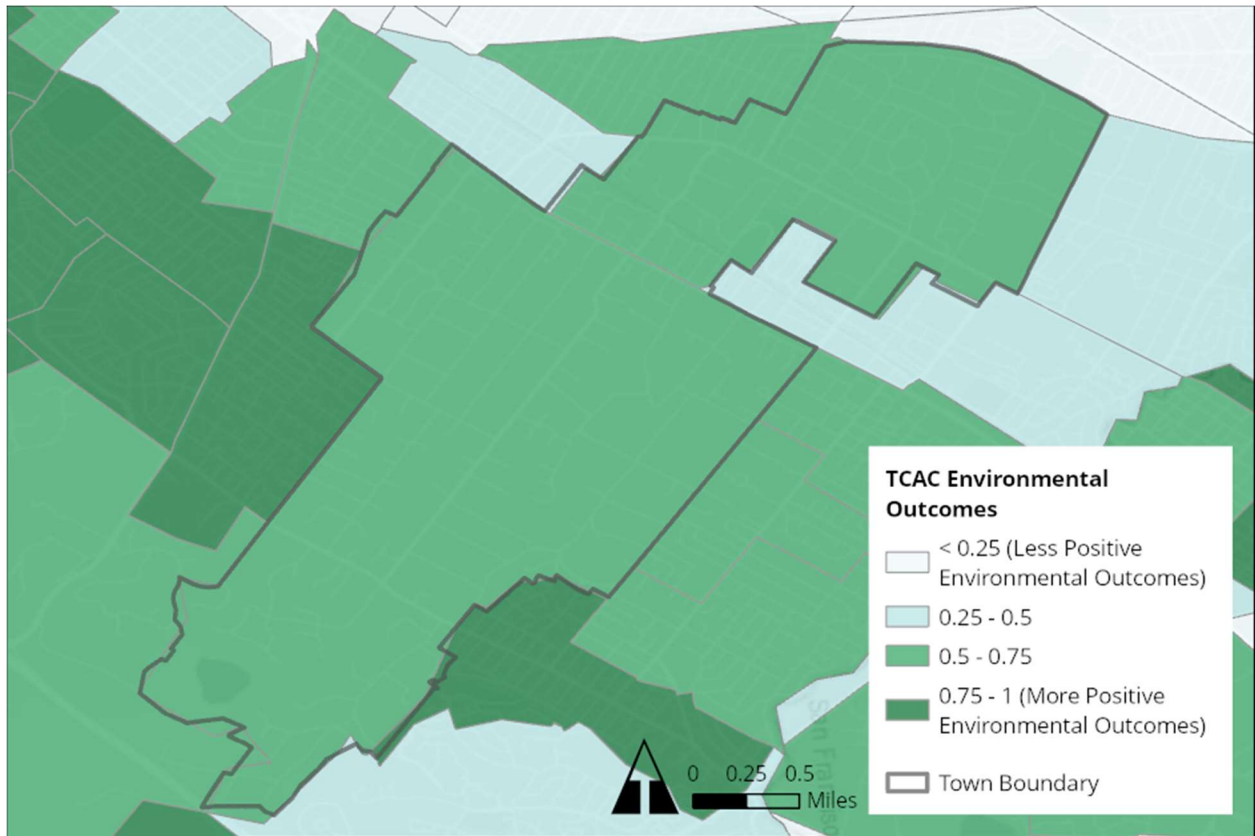 TCAC Environmental
Outcomes
< 0.25 (Less Positive
Environmental Outcomes)
0.25 - 0.5
0.5 - 0.75
0.75 - 1 (More Positive
Environmental Outcomes)
Town Boundary
0 0.25 0.5
Miles
San